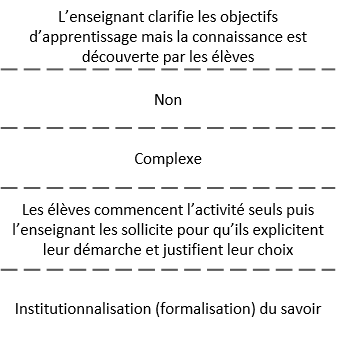 L’enseignant clarifie les objectifs
d’apprentissage mais la connaissance est
découverte par les élèves
Non
Complexe
Les élèves commencent l’activité seuls puis
l’enseignant les sollicite pour qu’ils explicitent
leur démarche et justifient leur choix
Institutionnalisation (formalisation) du savoir